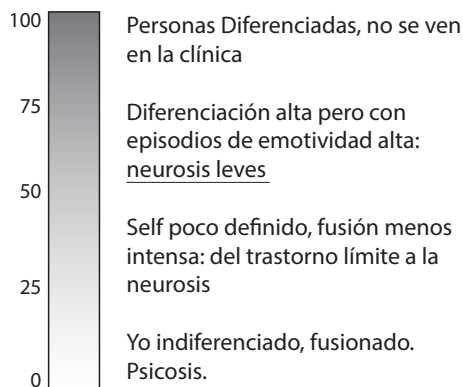 100
Personas Diferenciadas, no se ven
en la clínica
75
Diferenciación alta pero con
episodios de emotividad alta:
neurosis leves
50
Self poco definido, fusión menos
intensa: del trastorno límite a la
neurosis
25
Yo indiferenciado, fusionado.
Psicosis.
0